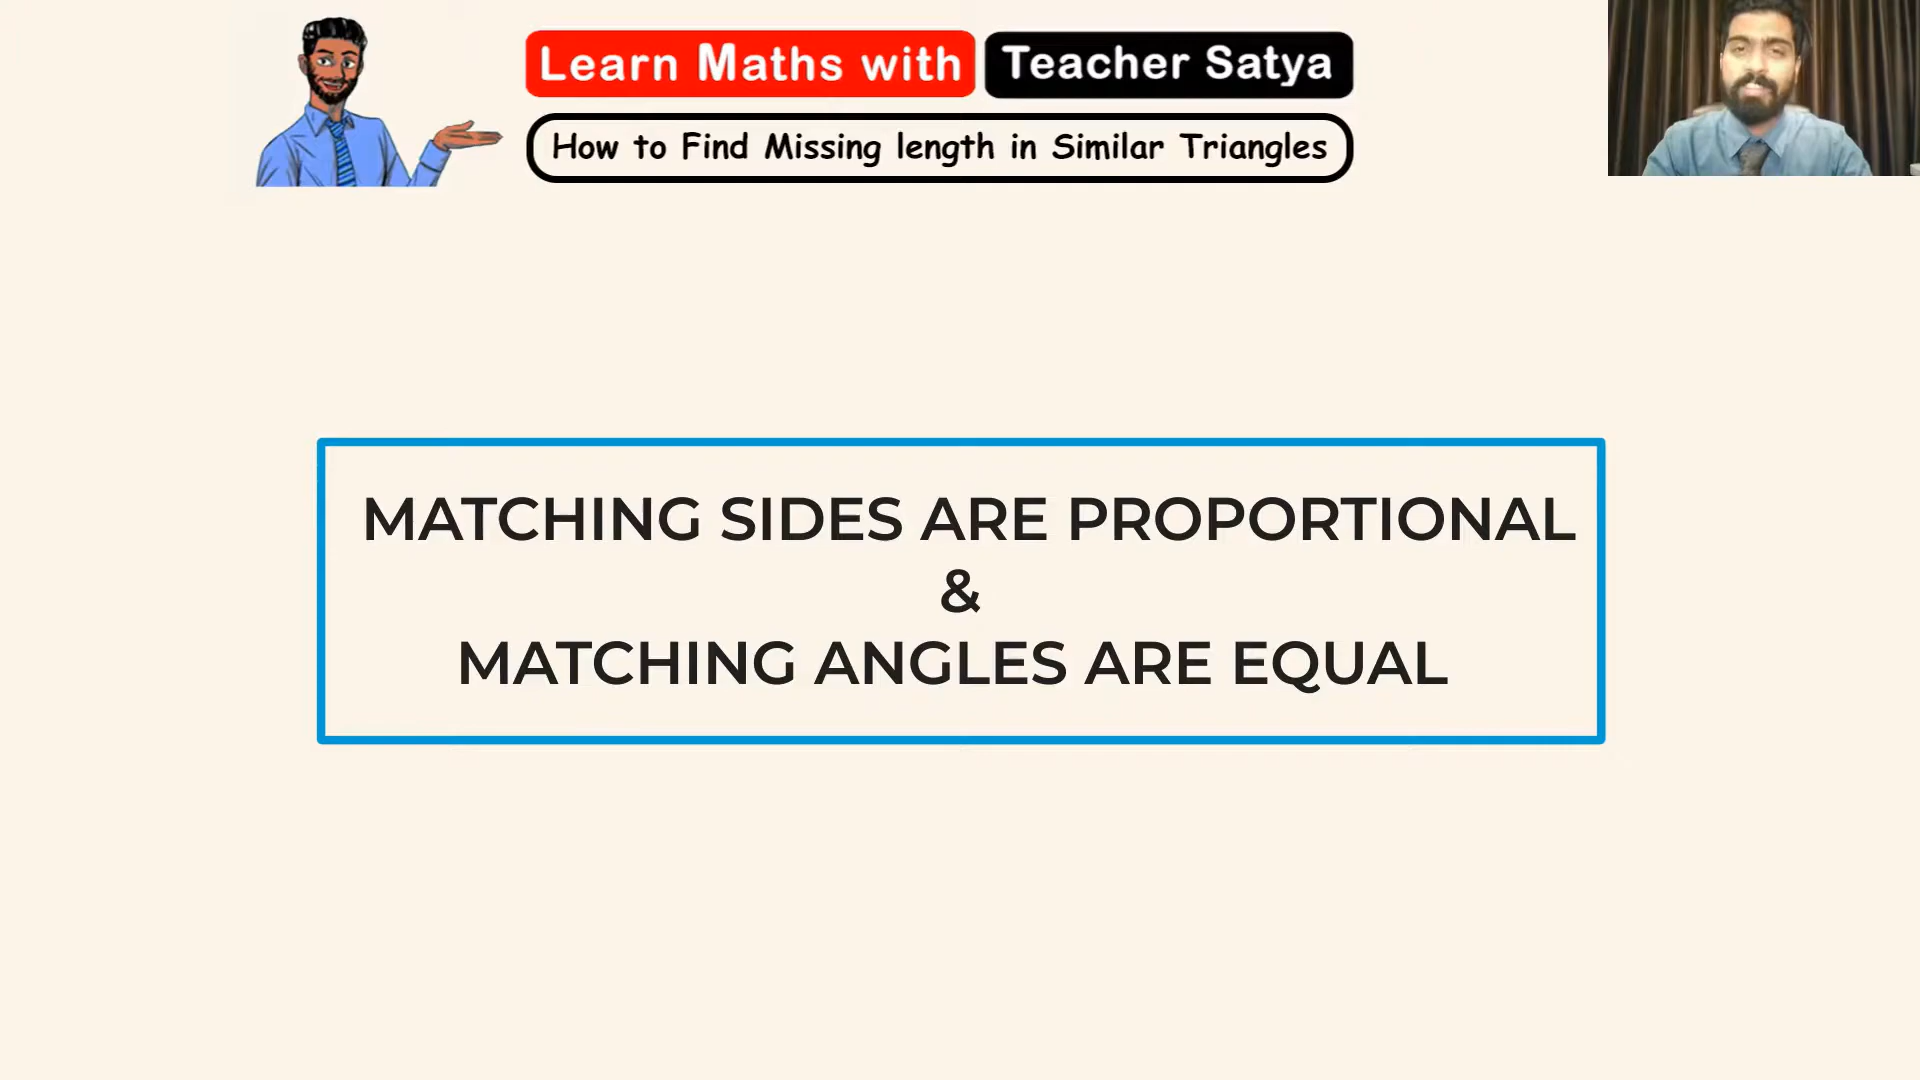 Learn Maths with Teacher Satya
How to Find Missing length in Similar Triangles
MATCHING SIDES ARE PROPORTIONAL
&
MATCHING ANGLES ARE EQUAL